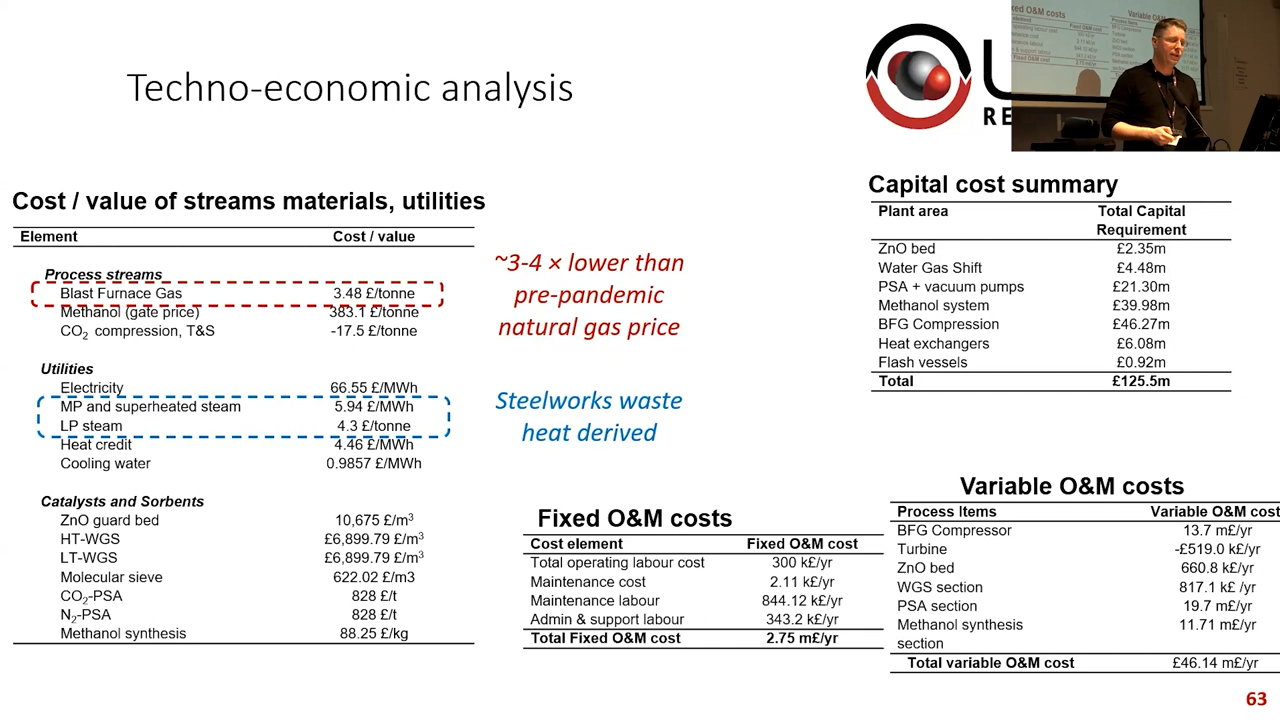 Techno-economic analysis
Cost / value of streams materials, utilities
Element Cost / value
Process streams
Blast Furnace Gas 3.48 £/tonne
Methanol (gate price) 383.1 £/tonne
CO2 compression, T&S -17.5 £/tonne
Utilities
Electricity 66.55 £/MWh
MP and superheated steam 5.94 £/MWh
LP steam 4.3 £/tonne
Heat credit 4.46 £/MWh
Cooling water 0.9857 £/MWh
Catalysts and Sorbents
ZnO guard bed 10,675 £/m3
HT-WGS £6,899.79 £/m3
LT-WGS £6,899.79 £/m3
Molecular sieve 622.02 £/m3
CO2-PSA 828 £/t
N2-PSA 828 £/t
Methanol synthesis 88.25 £/kg
~3-4 × lower than
pre-pandemic
natural gas price
Steelworks waste
heat derived
Fixed O&M costs
Cost element Fixed O&M cost
Total operating labour cost 300 k£/yr
Maintenance cost 2.11 k£/yr
Maintenance labour 844.12 k£/yr
Admin & support labour 343.2 k£/yr
Total Fixed O&M cost 2.75 m£/yr
Capital cost summary
Plant area Total Capital
Requirement
ZnO bed £2.35m
Water Gas Shift £4.48m
PSA + vacuum pumps £21.30m
Methanol system £39.98m
BFG Compression £46.27m
Heat exchangers £6.08m
Flash vessels £0.92m
Total £125.5m
Variable O&M costs
Process Items Variable O&M cost
BFG Compressor 13.7 m£/yr
Turbine -£519.0 k£/yr
ZnO bed 660.8 k£/yr
WGS section 817.1 k£ /yr
PSA section 19.7 m£/yr
Methanol synthesis 11.71 m£/yr
section
Total variable O&M cost £46.14 m£/yr
63